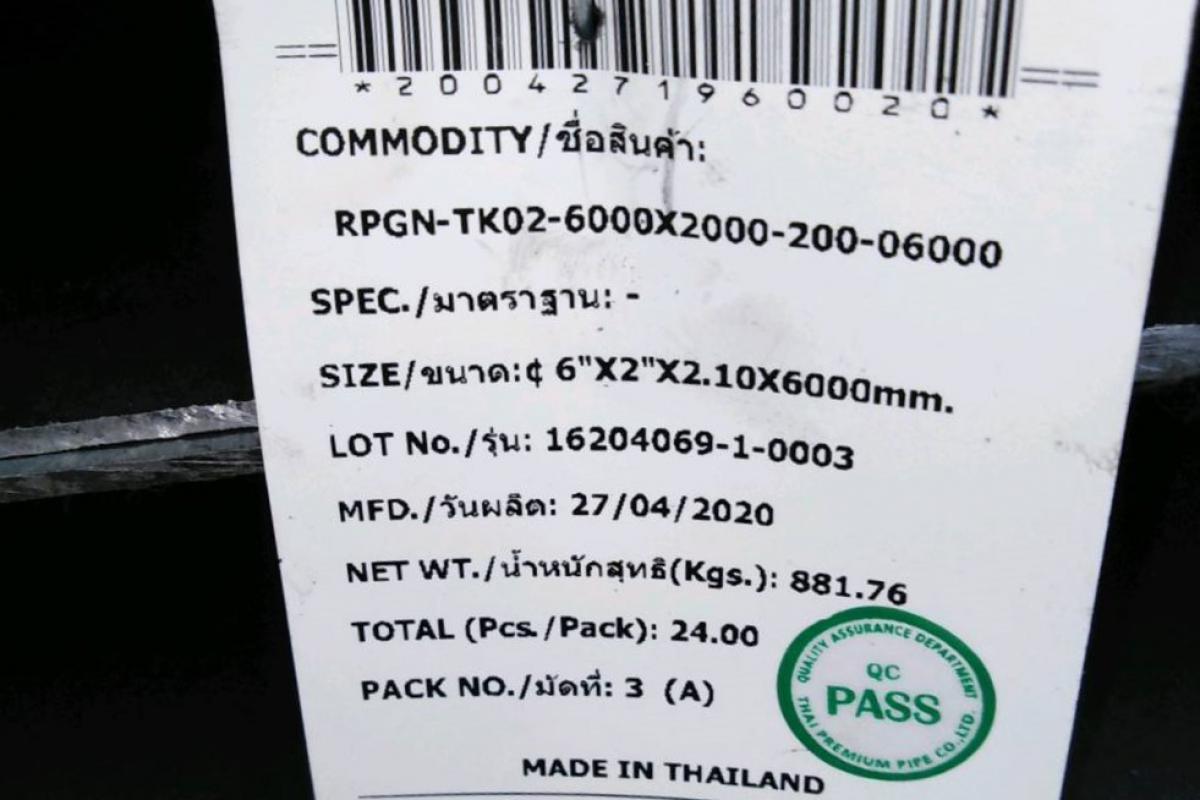 *200427196002​0*
COMMODITY/ชื่อสินค้า:
RPGN-TK02-6000X2000-200-06000
SPEC./มาตราฐาน: -
SIZE/ขนาด:¢ 6"X2"X2.10X6000mm.
LOT No./รุ่น: 16204069-1-0003
MFD./วันผลิต: 27/04/2020
NET WT./น้ำหนักสุทธิ(Kgs.): 881.76
TOTAL (Pcs./Pack): 24.00
PACK NO./มัดที่: 3 (A)
QUALITY ASSURANCE DEPARTMENT
QC
PASS
THAI PREMIUM PIPE CO.,LTD.
MADE IN THAILAND